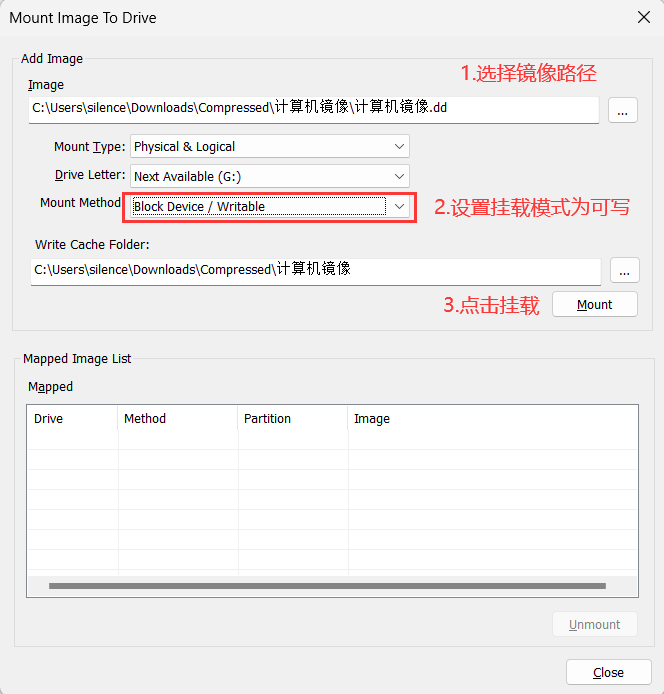 Mount Image To Drive
Add Image
1.选择镜像路径
Image
C:\Users\silence\Downloads\Compressed\计算机镜像\计算机镜像.dd
...
Mount Type: Physical & Logical
Drive Letter: Next Available (G:)
Mount Method Block Device / Writable
2.设置挂载模式为可写
Write Cache Folder:
C:\Users\silence\Downloads\Compressed\计算机镜像
...
3.点击挂载
Mount
Mapped Image List
Mapped
Drive Method Partition Image
Unmount
Close